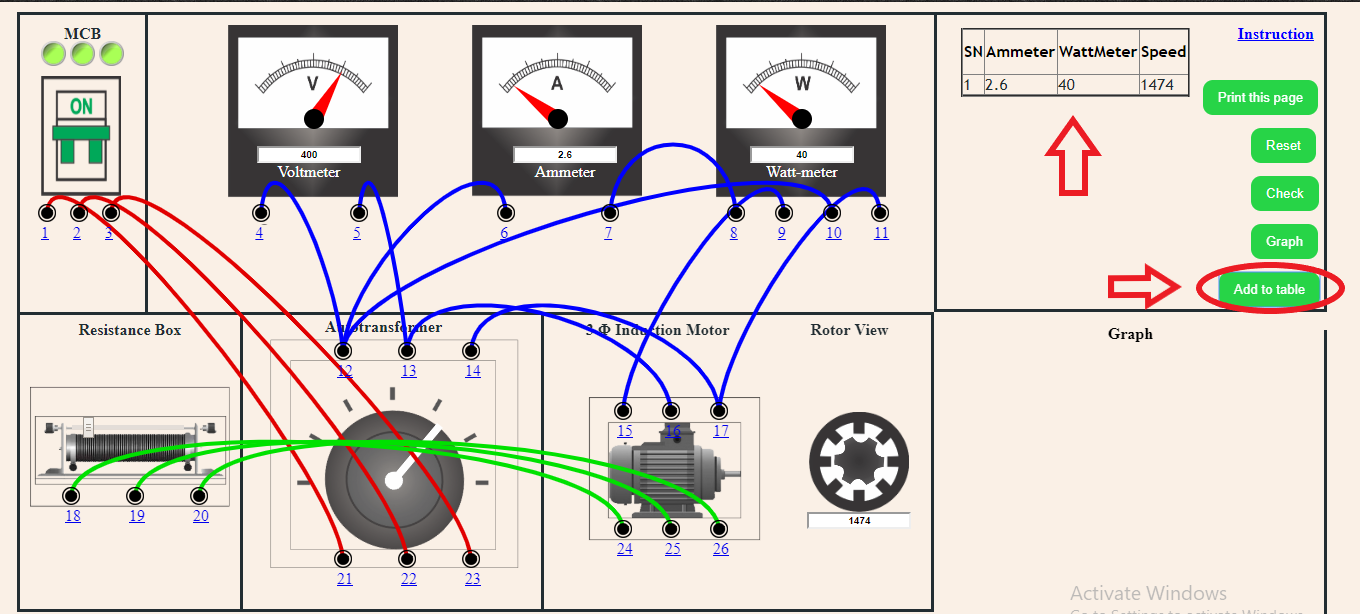 MCB
ON
1 2 3
V
400
Voltmeter
4 5
A
2.6
Ammeter
6 7
W
40
Watt-meter
8 9 10 11
SN Ammeter WattMeter Speed
1 2.6 40 1474
Instruction
Print this page
Reset
Check
Graph
Add to table
Resistance Box
18 19 20
Autotransformer
12 13 14
21 22 23
3 Φ Induction Motor
15 16 17
24 25 26
Rotor View
1474
Graph
Activate Windows
Go to Settings to activate Windows.